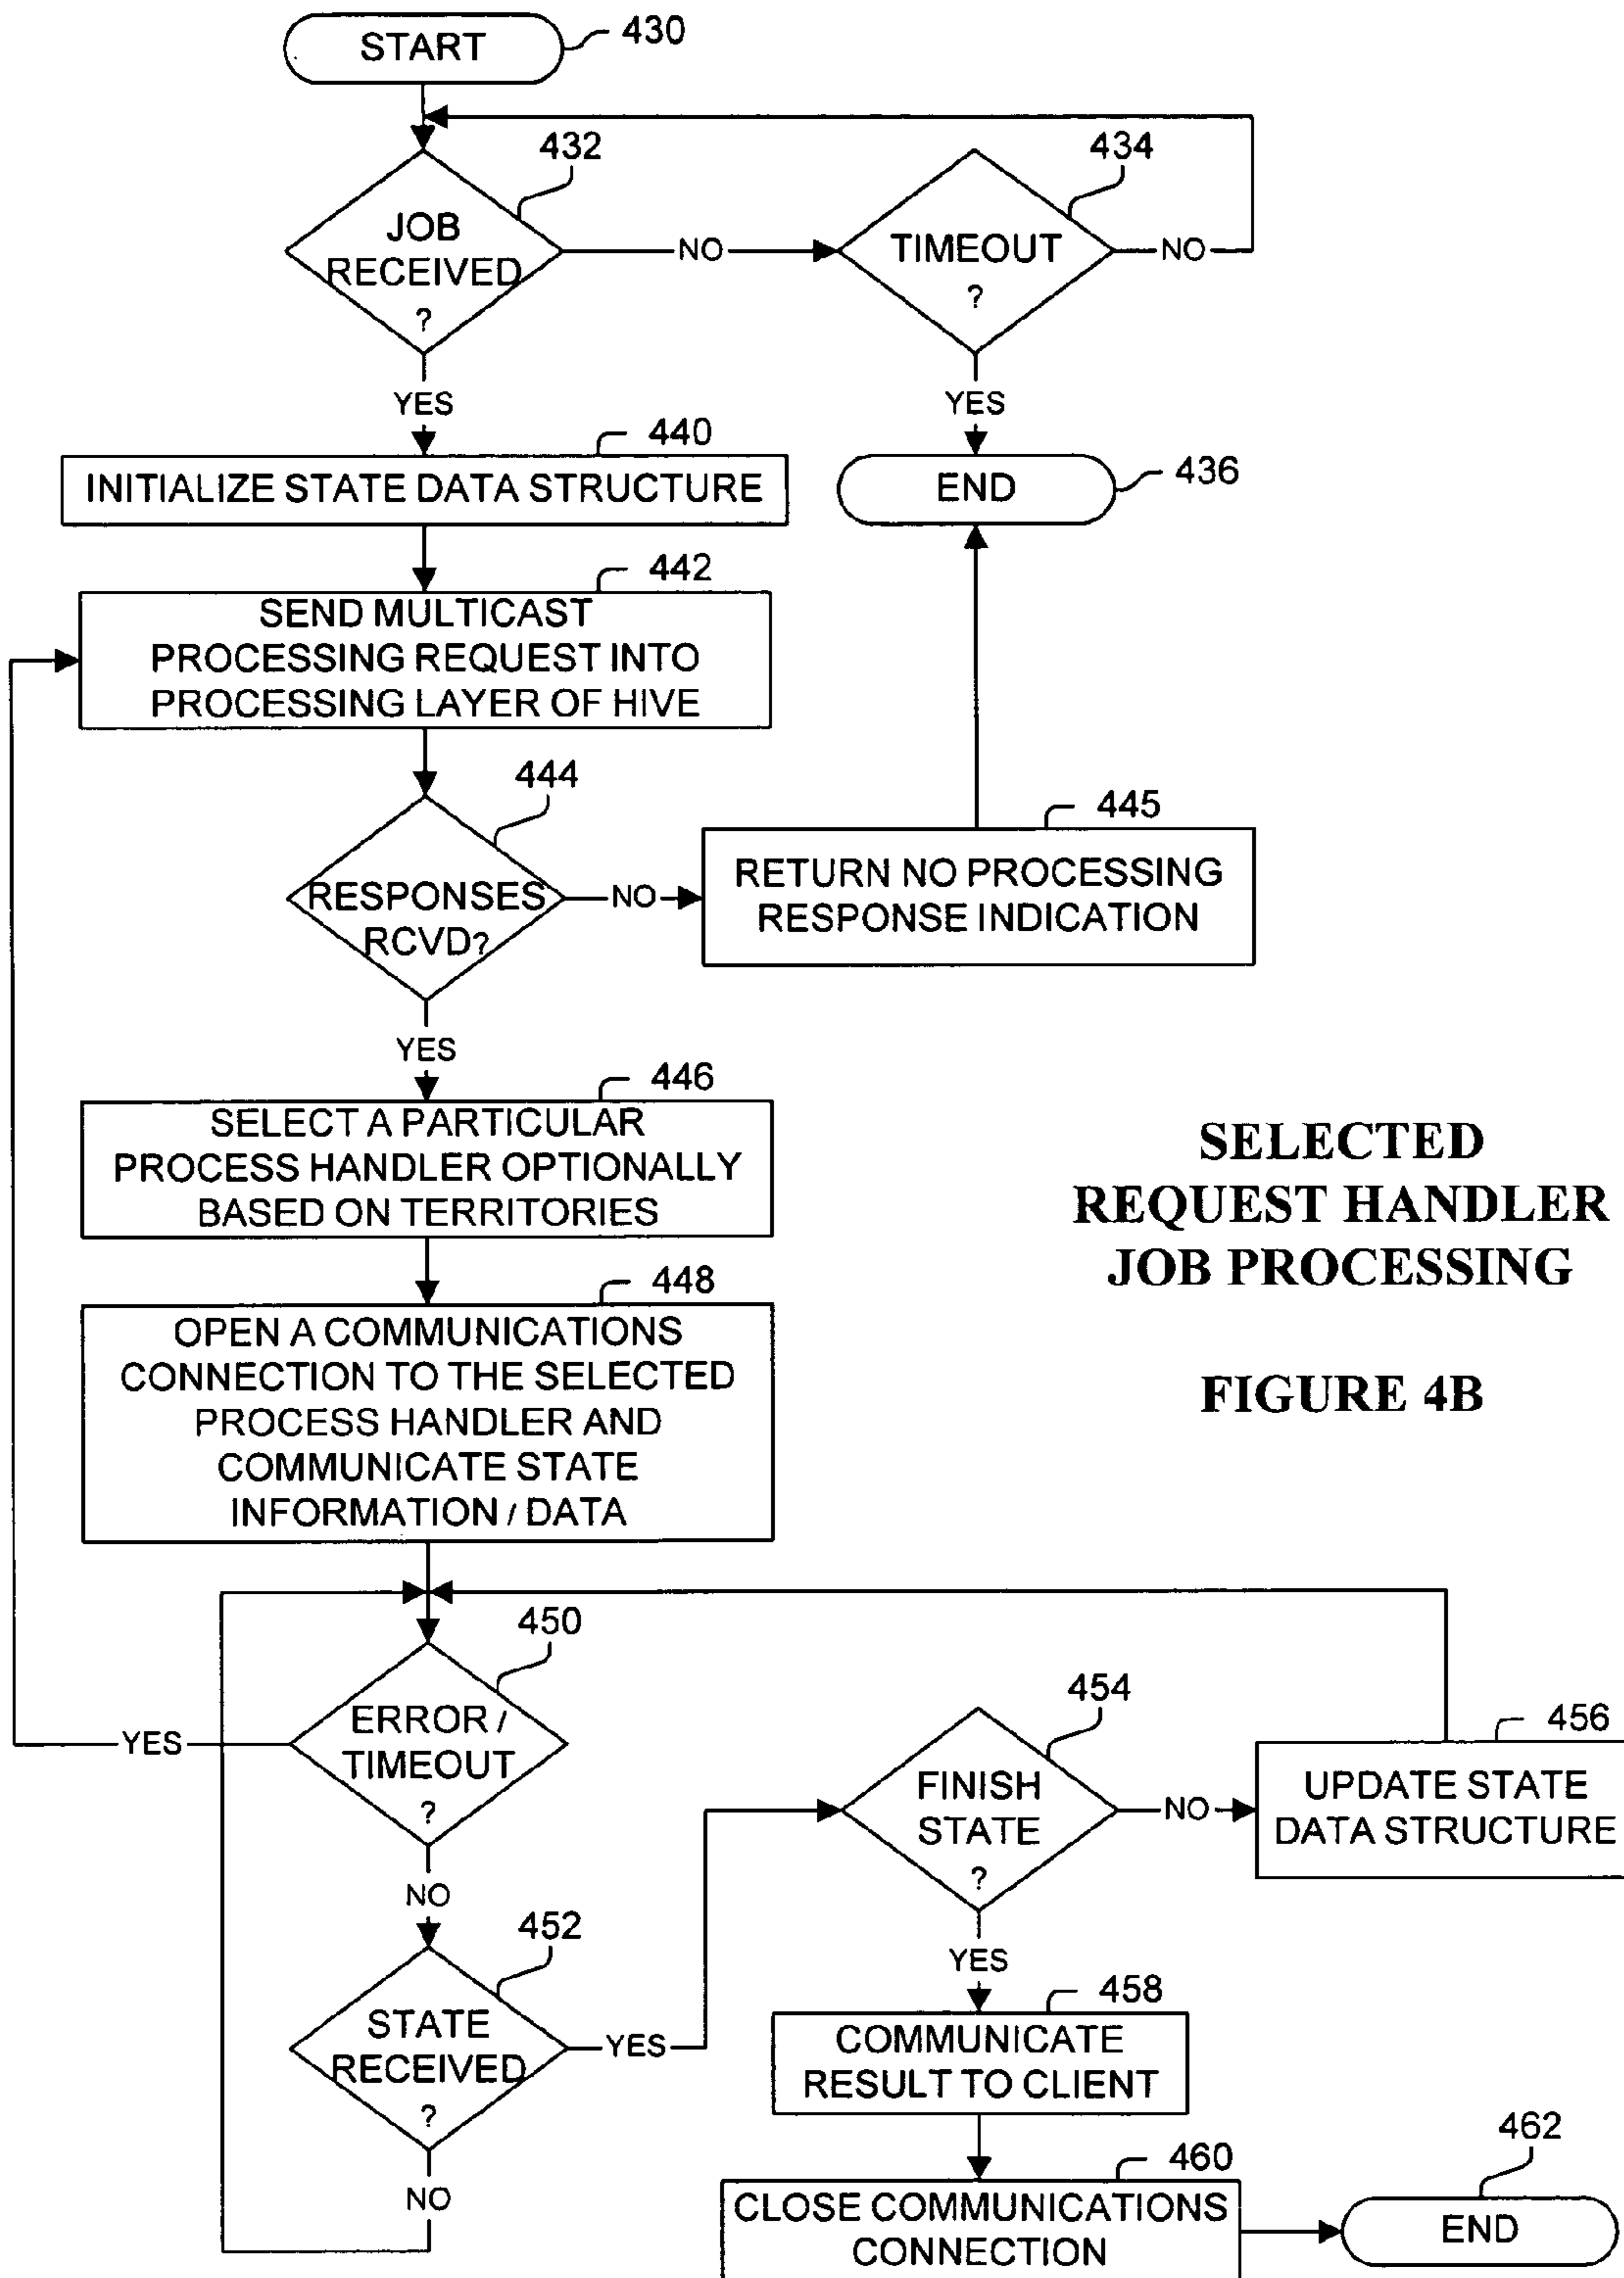 START
430
432
434
JOB
RECEIVED
?
NO
TIMEOUT
?
NO
YES
YES
440
INITIALIZE STATE DATA STRUCTURE
END
436
442
SEND MULTICAST
PROCESSING REQUEST INTO
PROCESSING LAYER OF HIVE
444
445
RESPONSES
RCVD?
NO
RETURN NO PROCESSING
RESPONSE INDICATION
YES
446
SELECT A PARTICULAR
PROCESS HANDLER OPTIONALLY
BASED ON TERRITORIES
SELECTED
REQUEST HANDLER
JOB PROCESSING
448
OPEN A COMMUNICATIONS
CONNECTION TO THE SELECTED
PROCESS HANDLER AND
COMMUNICATE STATE
INFORMATION / DATA
FIGURE 4B
450
ERROR /
TIMEOUT
?
YES
454
456
FINISH
STATE
?
NO
UPDATE STATE
DATA STRUCTURE
NO
452
YES
STATE
RECEIVED
?
YES
458
COMMUNICATE
RESULT TO CLIENT
NO
460
CLOSE COMMUNICATIONS
CONNECTION
462
END